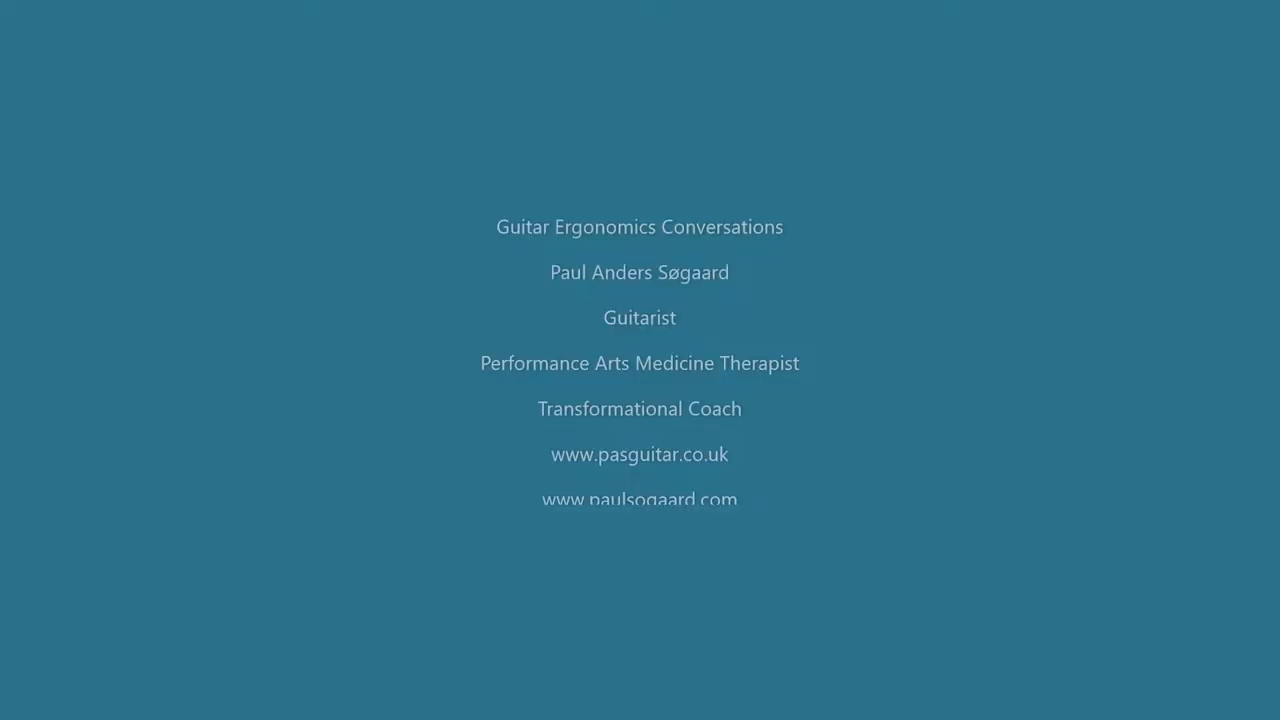 Guitar Ergonomics Conversations
Paul Anders Søgaard
Guitarist
Performance Arts Medicine Therapist
Transformational Coach
www.pasguitar.co.uk
www.paulsogaard.com